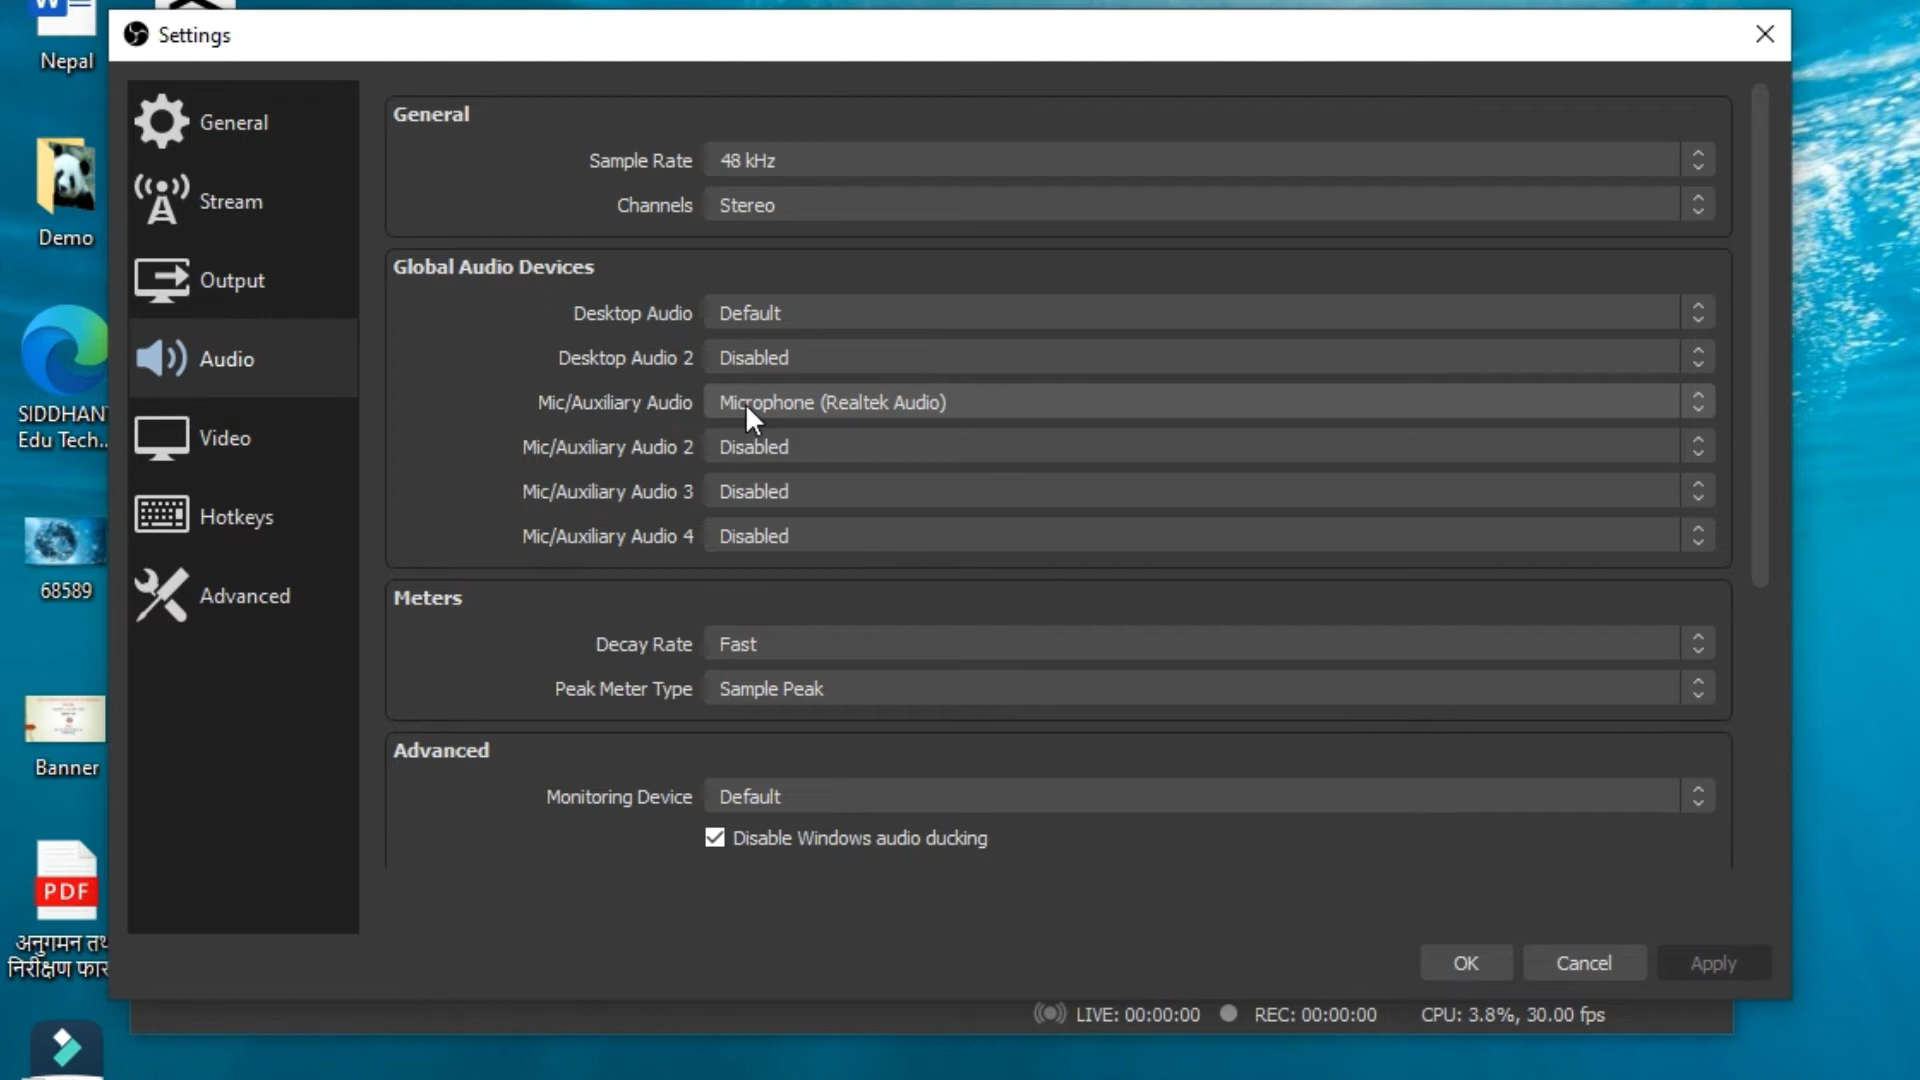 Settings
Nepal
Demo
SIDDHAN
Edu Tech..
68589
Banner
PDF
अनुगमन
निरीक्षण
General
Stream
Output
Audio
Video
Hotkeys
Advanced
General
Sample Rate 48 kHz
Channels Stereo
Global Audio Devices
Desktop Audio Default
Desktop Audio 2 Disabled
Mic/Auxiliary Audio Microphone (Realtek Audio)
Mic/Auxiliary Audio 2 Disabled
Mic/Auxiliary Audio 3 Disabled
Mic/Auxiliary Audio 4 Disabled
Meters
Decay Rate Fast
Peak Meter Type Sample Peak
Advanced
Monitoring Device Default
Disable Windows audio ducking
OK Cancel Apply
LIVE: 00:00:00 REC: 00:00:00 CPU: 3.8%, 30.00 fps